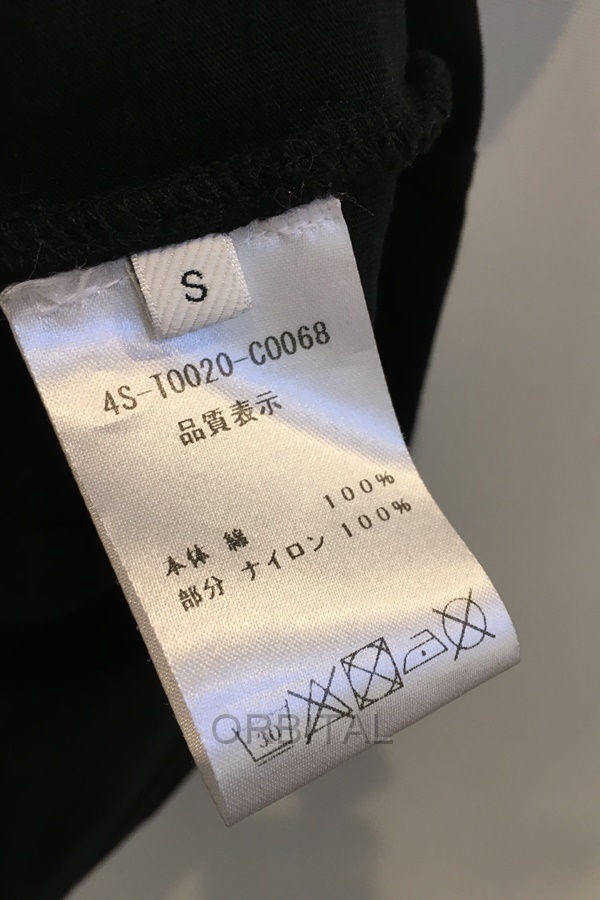 S
4S-T0020-C0068
品質表示
本体 綿 100%
部分 ナイロン 100%
30
ORBITAL